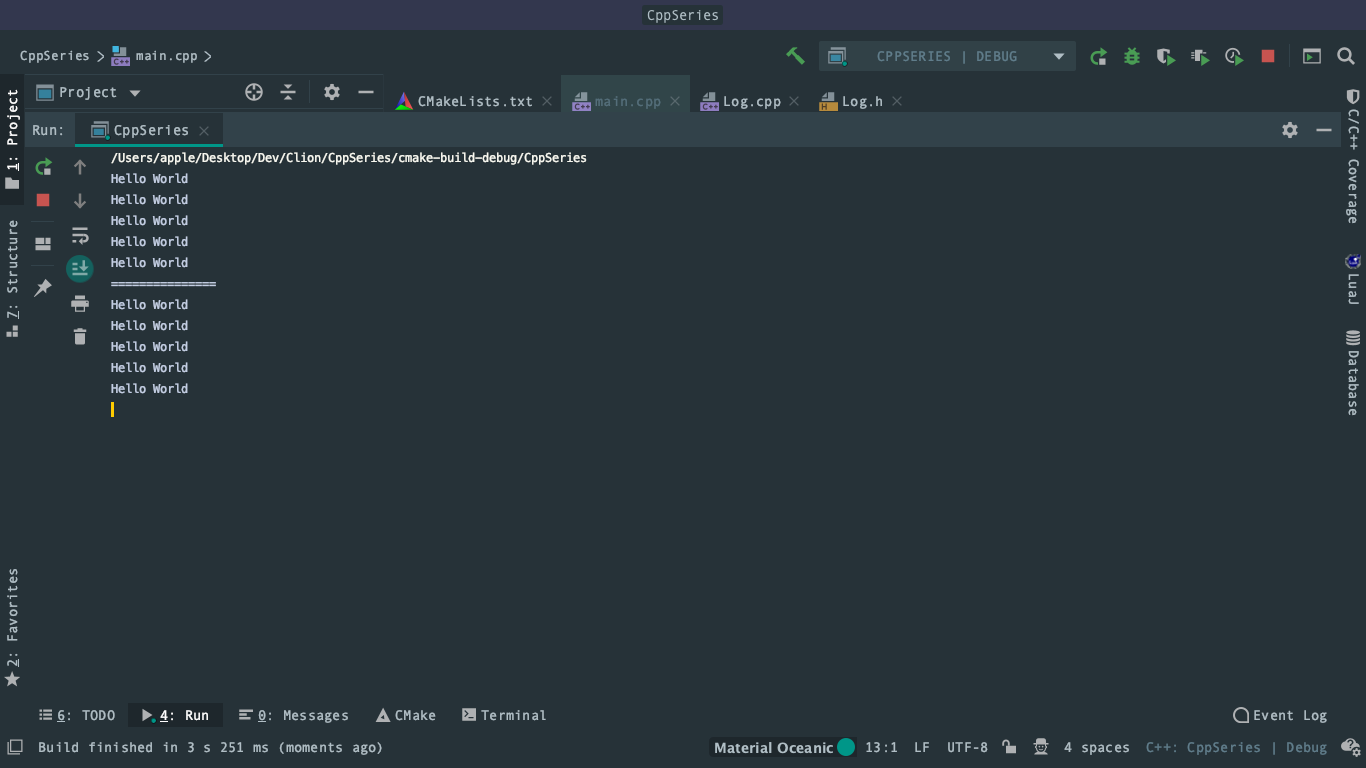 CppSeries
CppSeries main.cpp
CPPSERIES | DEBUG
1: Project
Project
CMakeLists.txt
main.cpp
Log.cpp
Log.h
Run: CppSeries
/Users/apple/Desktop/Dev/Clion/CppSeries/cmake-build-debug/CppSeries
Hello World
Hello World
Hello World
Hello World
Hello World
===============
Hello World
Hello World
Hello World
Hello World
Hello World
Z: Structure
2: Favorites
C/C++ Coverage
LuaJ
Database
6: TODO
4: Run
0: Messages
CMake
Terminal
Event Log
Build finished in 3 s 251 ms (moments ago)
Material Oceanic
13:1
LF
UTF-8
4 spaces
C++: CppSeries | Debug